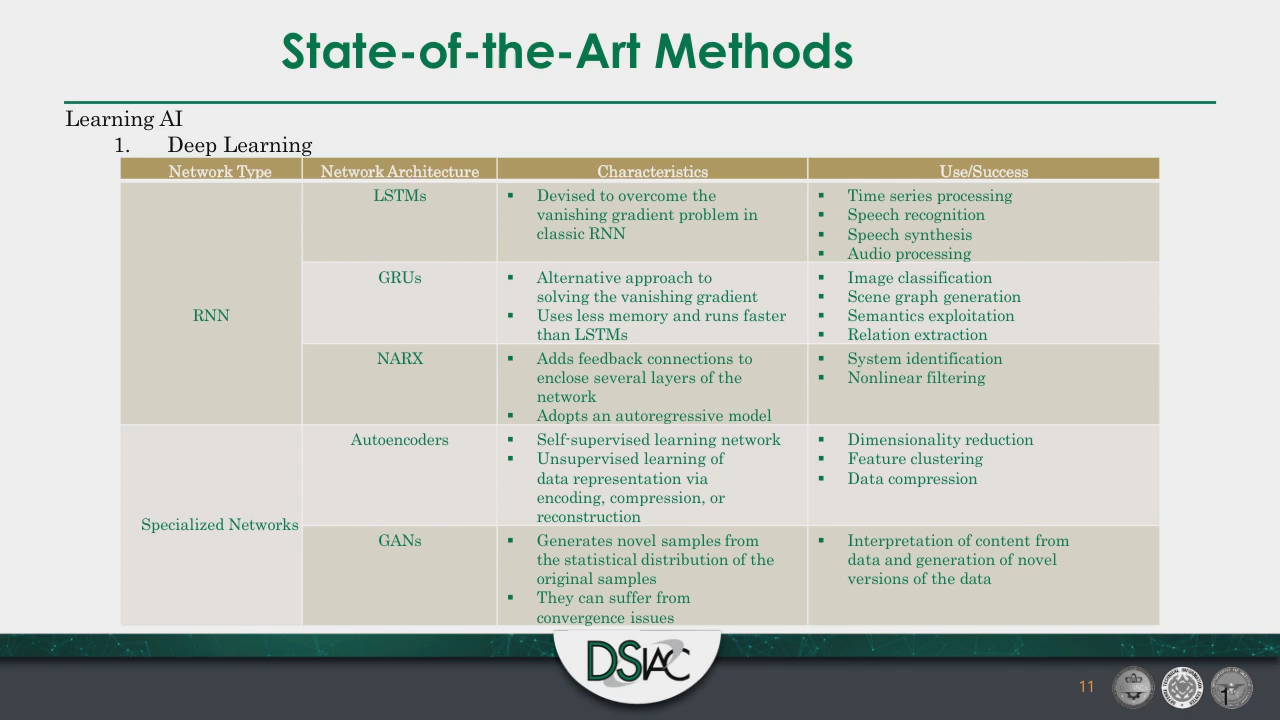 State-of-the-Art Methods
Learning AI
1. Deep Learning
Network Type Network Architecture Characteristics Use/Success
RNN
LSTMs
▪ Devised to overcome the
vanishing gradient problem in
classic RNN
▪ Time series processing
▪ Speech recognition
▪ Speech synthesis
▪ Audio processing
GRUs
▪ Alternative approach to
solving the vanishing gradient
▪ Uses less memory and runs faster
than LSTMs
▪ Image classification
▪ Scene graph generation
▪ Semantics exploitation
▪ Relation extraction
NARX
▪ Adds feedback connections to
enclose several layers of the
network
▪ Adopts an autoregressive model
▪ System identification
▪ Nonlinear filtering
Specialized Networks
Autoencoders
▪ Self-supervised learning network
▪ Unsupervised learning of
data representation via
encoding, compression, or
reconstruction
▪ Dimensionality reduction
▪ Feature clustering
▪ Data compression
GANs
▪ Generates novel samples from
the statistical distribution of the
original samples
▪ They can suffer from
convergence issues
▪ Interpretation of content from
data and generation of novel
versions of the data
DSIAC
11
1